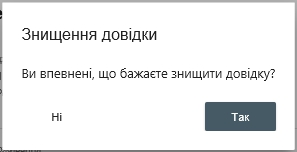 Знищення довідки
Ви впевнені, що бажаєте знищити довідку?
Ні
Так